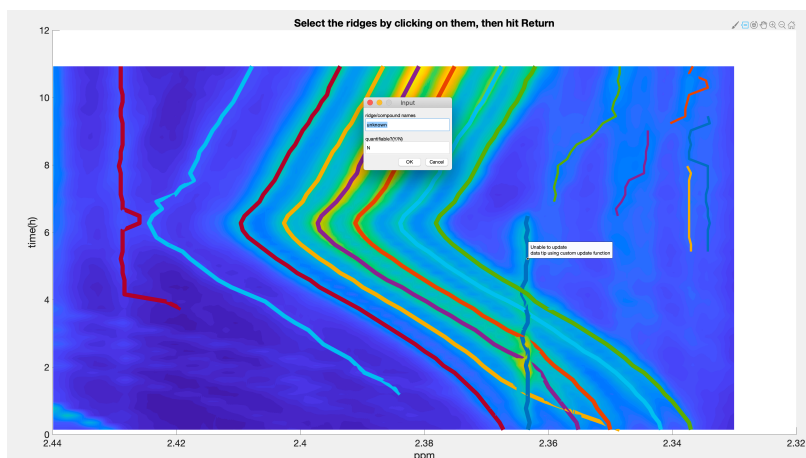 Select the ridges by clicking on them, then hit Return
12
10
8
6
4
2
0
time(h)
Input
ridge/compound names
unknown
quantifiable?(Y/N)
N
OK Cancel
Unable to update
data tip using custom update function
2.44 2.42 2.4 2.38 2.36 2.34 2.32
ppm